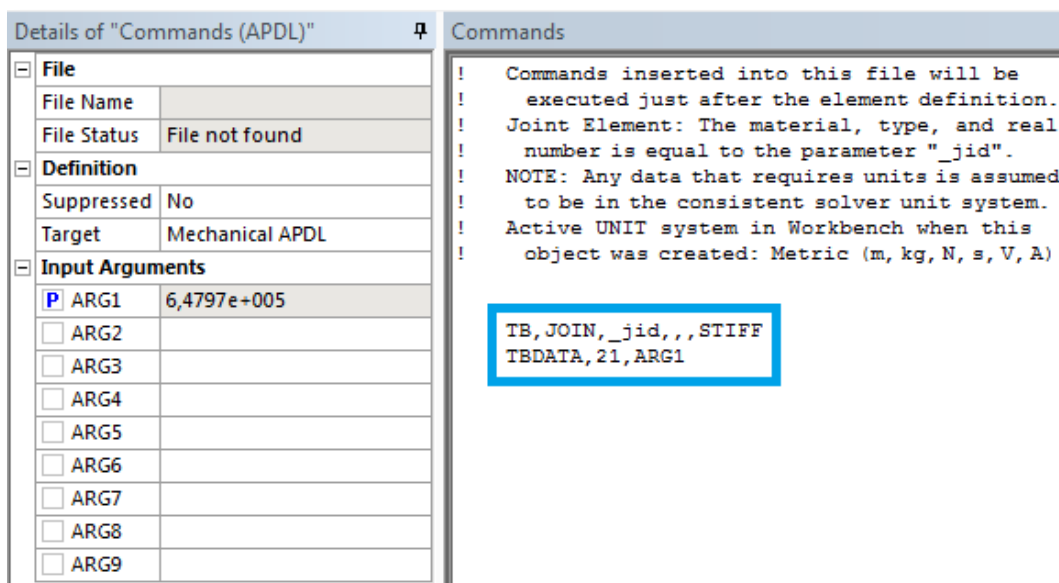 Details of "Commands (APDL)"
File
File Name
File Status File not found
Definition
Suppressed No
Target Mechanical APDL
Input Arguments
P ARG1 6,4797e+005
ARG2
ARG3
ARG4
ARG5
ARG6
ARG7
ARG8
ARG9
Commands
! Commands inserted into this file will be
! executed just after the element definition.
! Joint Element: The material, type, and real
! number is equal to the parameter "_jid".
! NOTE: Any data that requires units is assumed
! to be in the consistent solver unit system.
! Active UNIT system in Workbench when this
! object was created: Metric (m, kg, N, s, V, A)
TB,JOIN,_jid,,,STIFF
TBDATA,21,ARG1